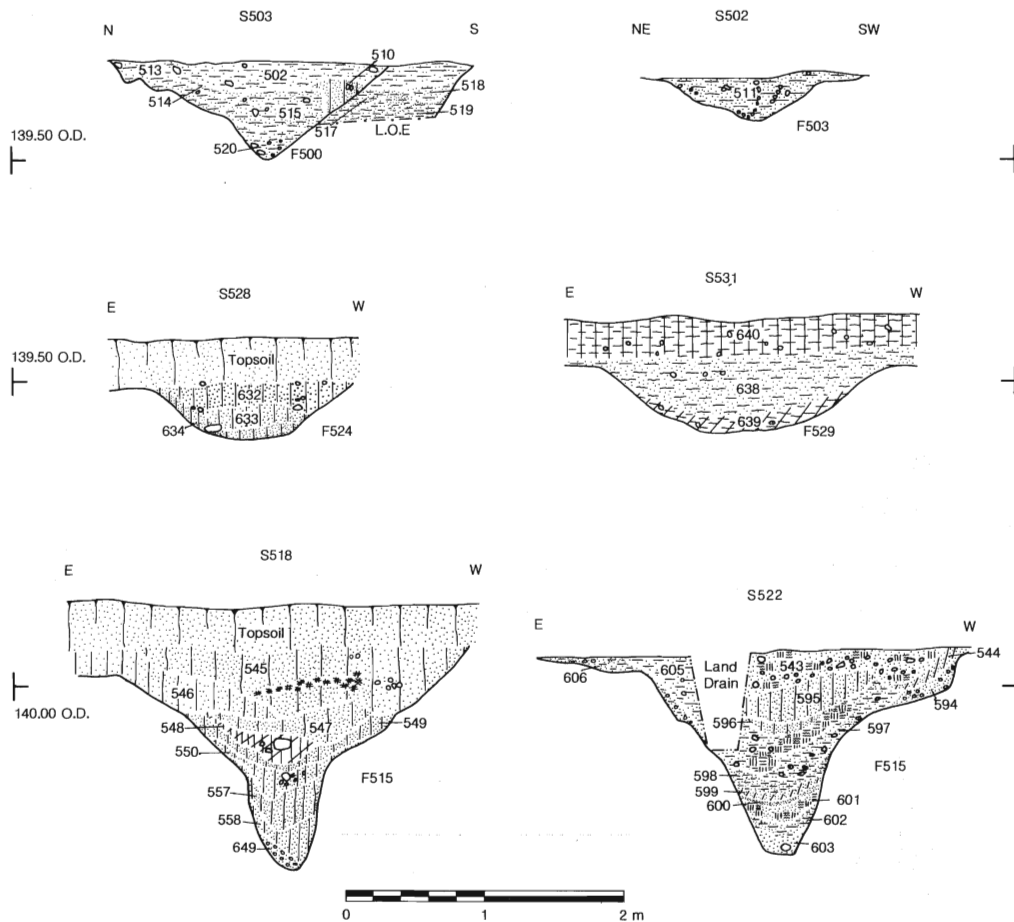 S503
N S
513 502 510
514 515 518
517 519
L.O.E
520 F500
139.50 O.D.
S502
NE SW
511
F503
S528
E W
Topsoil
632
633
634 F524
139.50 O.D.
S531
E W
640
638
639 F529
S518
E W
Topsoil
545
546
547
548 549
550
F515
557
558
649
140.00 O.D.
S522
E W
544
606 605 Land Drain 543
595 594
596 597
F515
598
599
600 601
602
603
0 1 2 m